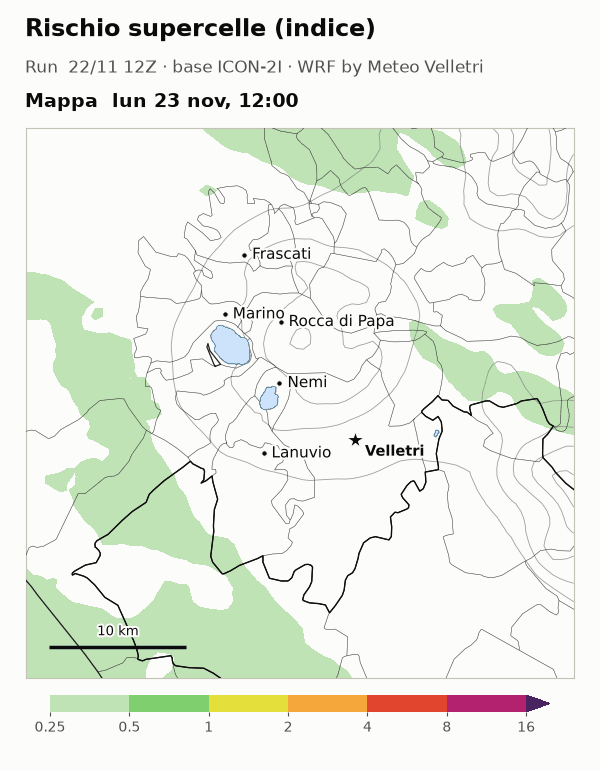 Rischio supercelle (indice)
Run  22/11 12Z · base ICON-2I · WRF by Meteo Velletri
Mappa  lun 23 nov, 12:00
Frascati
Marino
Rocca di Papa
Nemi
Lanuvio
Velletri
10 km
0.25 0.5 1 2 4 8 16